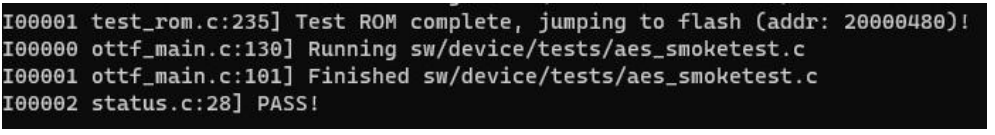 I00001 test_rom.c:235] Test ROM complete, jumping to flash (addr: 20000480)!
I00000 ottf_main.c:130] Running sw/device/tests/aes_smoketest.c
I00001 ottf_main.c:101] Finished sw/device/tests/aes_smoketest.c
I00002 status.c:28] PASS!